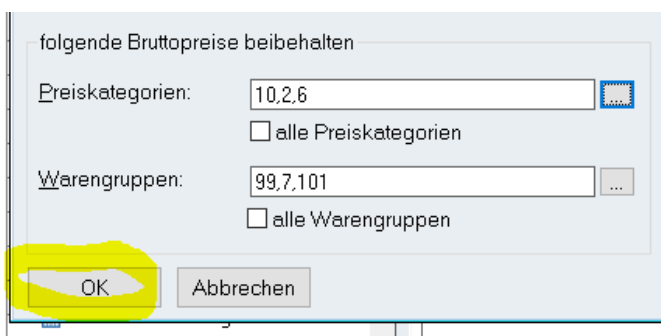 folgende Bruttopreise beibehalten
Preiskategorien: 10,2,6 ...
alle Preiskategorien
Warengruppen: 99,7,101 ...
alle Warengruppen
OK Abbrechen